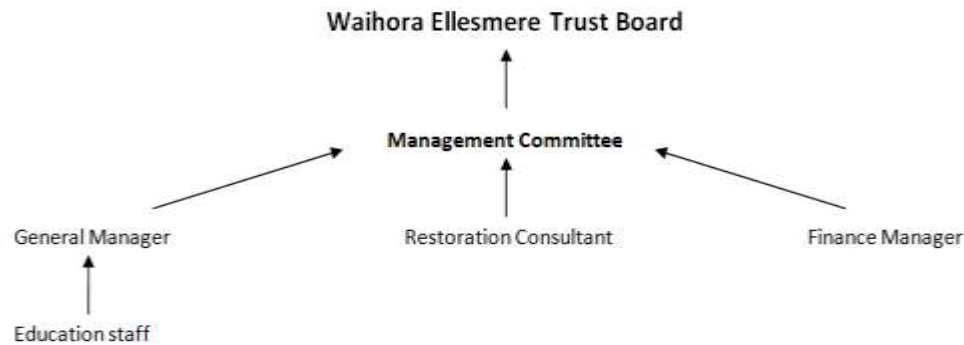 Waihora Ellesmere Trust Board
Management Committee
General Manager
Restoration Consultant
Finance Manager
Education staff